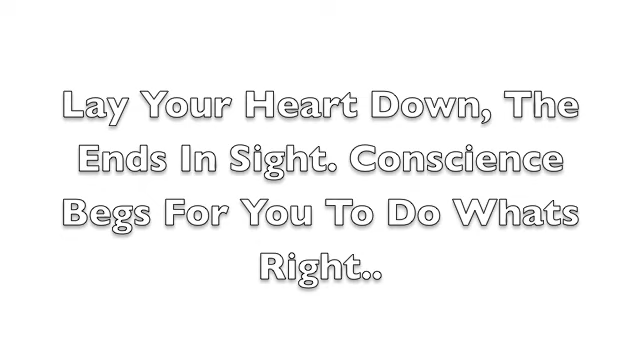 Lay Your Heart Down, The
Ends In Sight. Conscience
Begs For You To Do Whats
Right..